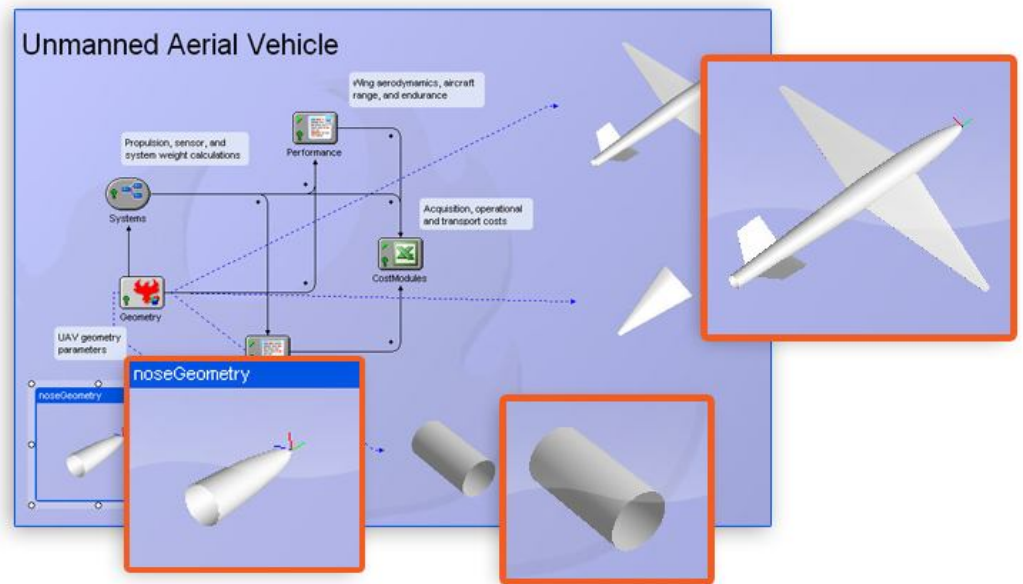 Unmanned Aerial Vehicle
Wing aerodynamics, aircraft
range, and endurance
Performance
Propulsion, sensor, and
system weight calculations
Systems
Acquisition, operational
and transport costs
CostModules
Geometry
UAV geometry
parameters
noseGeometry
noseGeometry